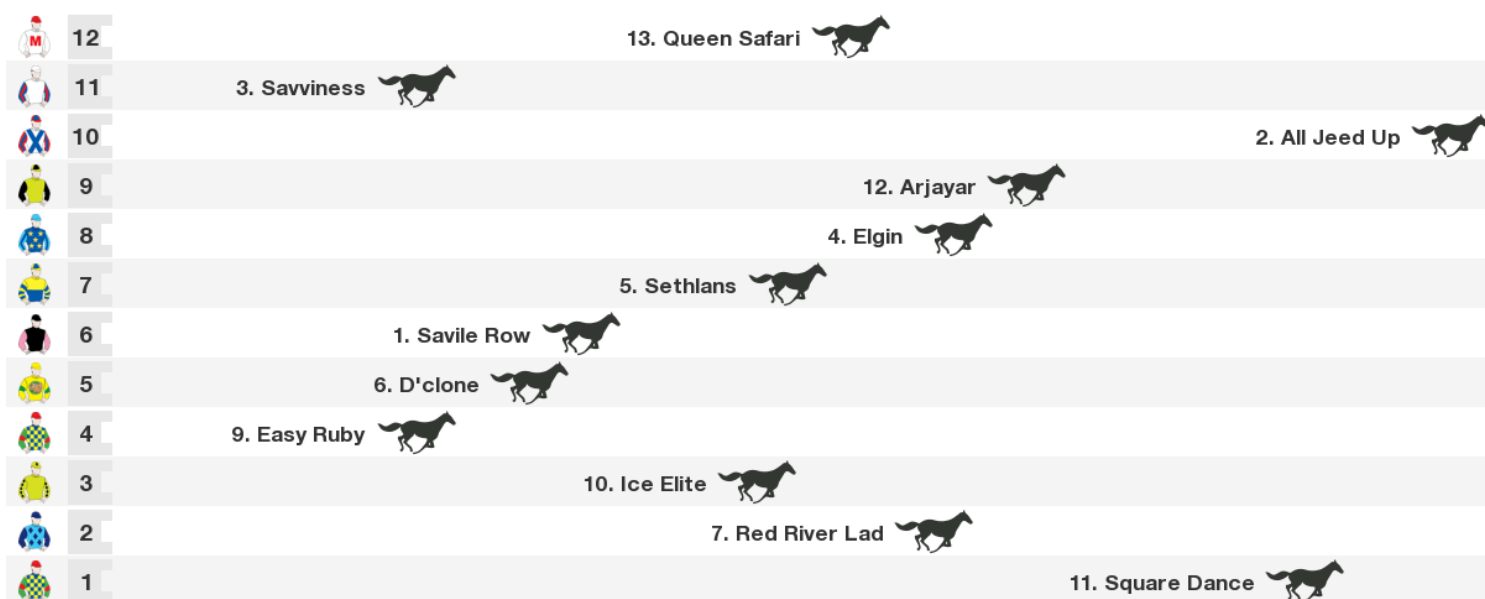 M
12 13. Queen Safari
11 3. Savviness
10 2. All Jeed Up
9 12. Arjayar
8 4. Elgin
7 5. Sethlans
6 1. Savile Row
5 6. D'clone
4 9. Easy Ruby
3 10. Ice Elite
2 7. Red River Lad
1 11. Square Dance